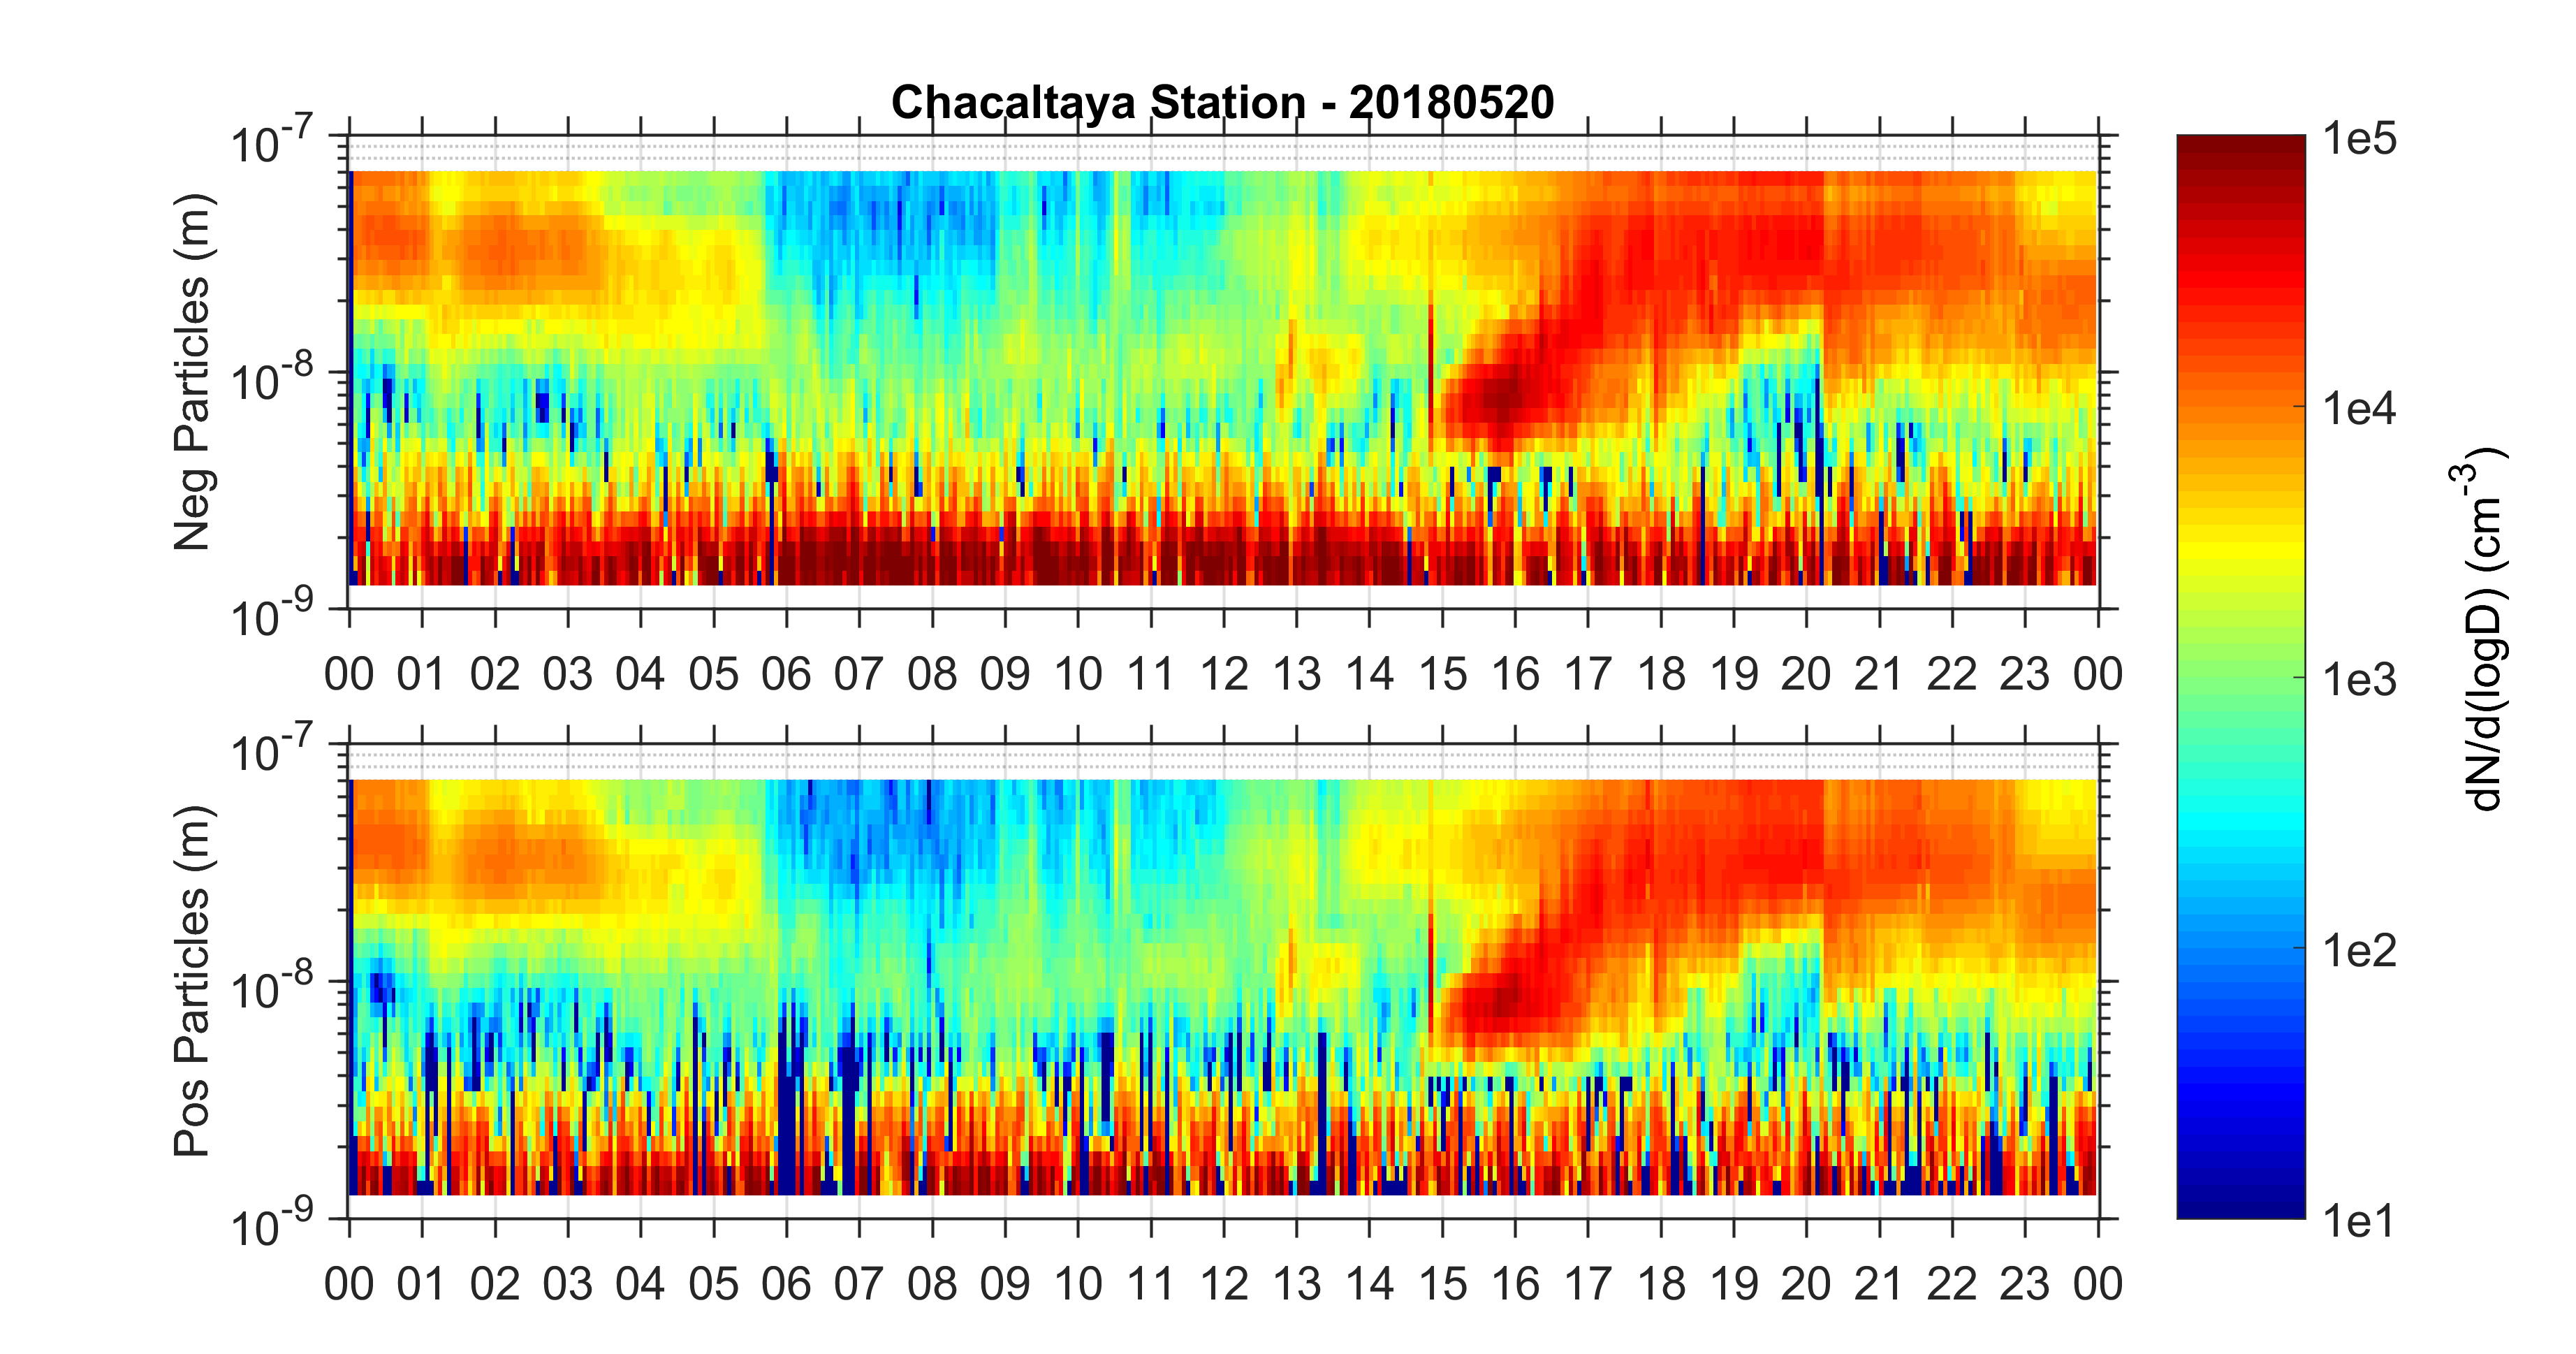 Chacaltaya Station - 20180520
Neg Particles (m)
10-7
10-8
10-9
00 01 02 03 04 05 06 07 08 09 10 11 12 13 14 15 16 17 18 19 20 21 22 23 00
Pos Particles (m)
10-7
10-8
10-9
00 01 02 03 04 05 06 07 08 09 10 11 12 13 14 15 16 17 18 19 20 21 22 23 00
1e5
1e4
1e3
1e2
1e1
dN/d(logD) (cm-3)